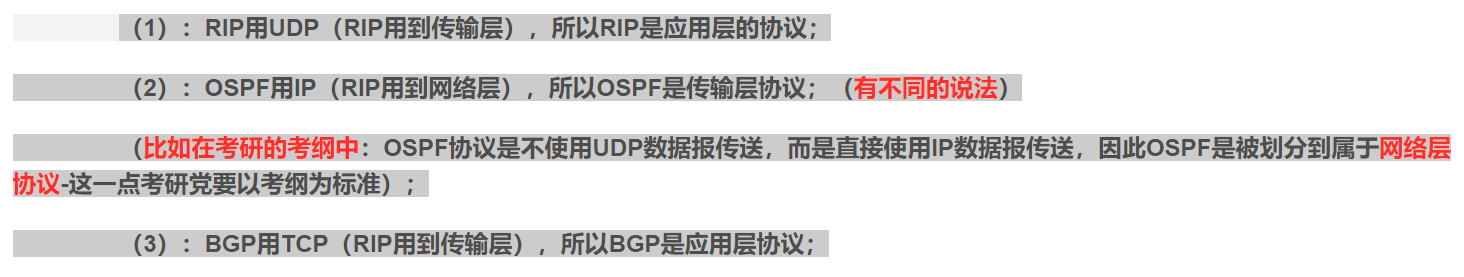 （1）：RIP用UDP（RIP用到传输层），所以RIP是应用层的协议；
（2）：OSPF用IP（RIP用到网络层），所以OSPF是传输层协议；（有不同的说法）
（比如在考研的考纲中：OSPF协议是不使用UDP数据报传送，而是直接使用IP数据报传送，因此OSPF是被划分到属于网络层
协议-这一点考研党要以考纲为标准）；
（3）：BGP用TCP（RIP用到传输层），所以BGP是应用层协议；